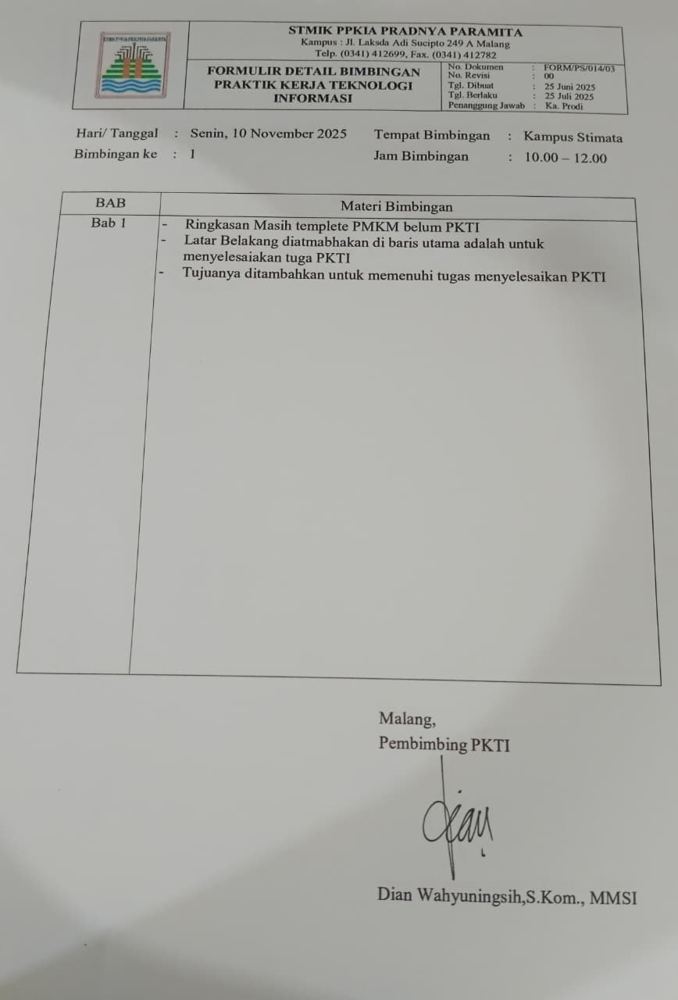 STMIK PPKIA PRADNYA PARAMITA
Kampus : Jl. Laksda Adi Sucipto 249 A Malang
Telp. (0341) 412699, Fax. (0341) 412782
FORMULIR DETAIL BIMBINGAN
PRAKTIK KERJA TEKNOLOGI
INFORMASI
No. Dokumen : FORM/PS/014/03
No. Revisi : 00
Tgl. Dibuat : 25 Juni 2025
Tgl. Berlaku : 25 Juli 2025
Penanggung Jawab : Ka. Prodi
Hari/ Tanggal : Senin, 10 November 2025
Tempat Bimbingan : Kampus Stimata
Bimbingan ke : 1
Jam Bimbingan : 10.00 – 12.00
BAB
Materi Bimbingan
Bab 1
- Ringkasan Masih templete PMKM belum PKTI
- Latar Belakang diatmabhakan di baris utama adalah untuk
menyelesaiakan tuga PKTI
- Tujuanya ditambahkan untuk memenuhi tugas menyelesaikan PKTI
Malang,
Pembimbing PKTI
Dian Wahyuningsih,S.Kom., MMSI